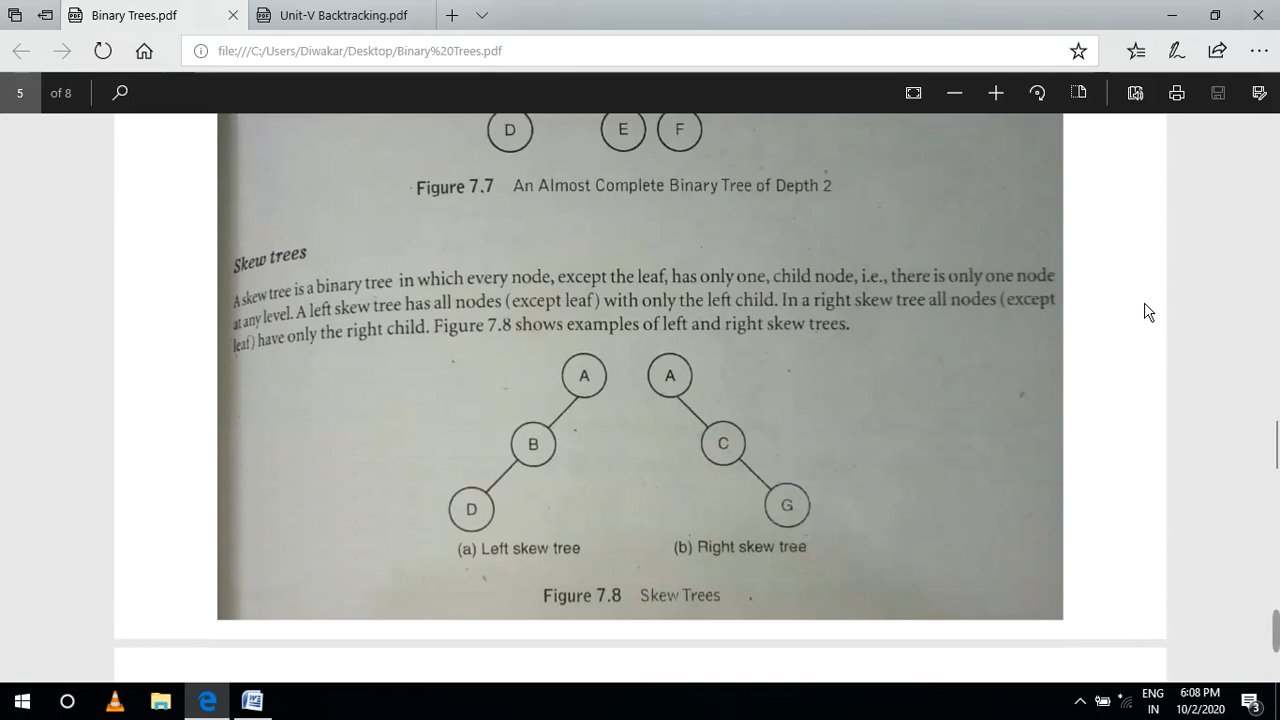 Binary Trees.pdf
Unit-V Backtracking.pdf
file:///C:/Users/Diwakar/Desktop/Binary%20Trees.pdf
5 of 8
D E F
Figure 7.7 An Almost Complete Binary Tree of Depth 2
Skew trees
A skew tree is a binary tree in which every node, except the leaf, has only one, child node, i.e., there is only one node
at any level. A left skew tree has all nodes (except leaf) with only the left child. In a right skew tree all nodes (except
leaf) have only the right child. Figure 7.8 shows examples of left and right skew trees.
A A
B C
D G
(a) Left skew tree (b) Right skew tree
Figure 7.8 Skew Trees
ENG 6:08 PM
IN 10/2/2020 3